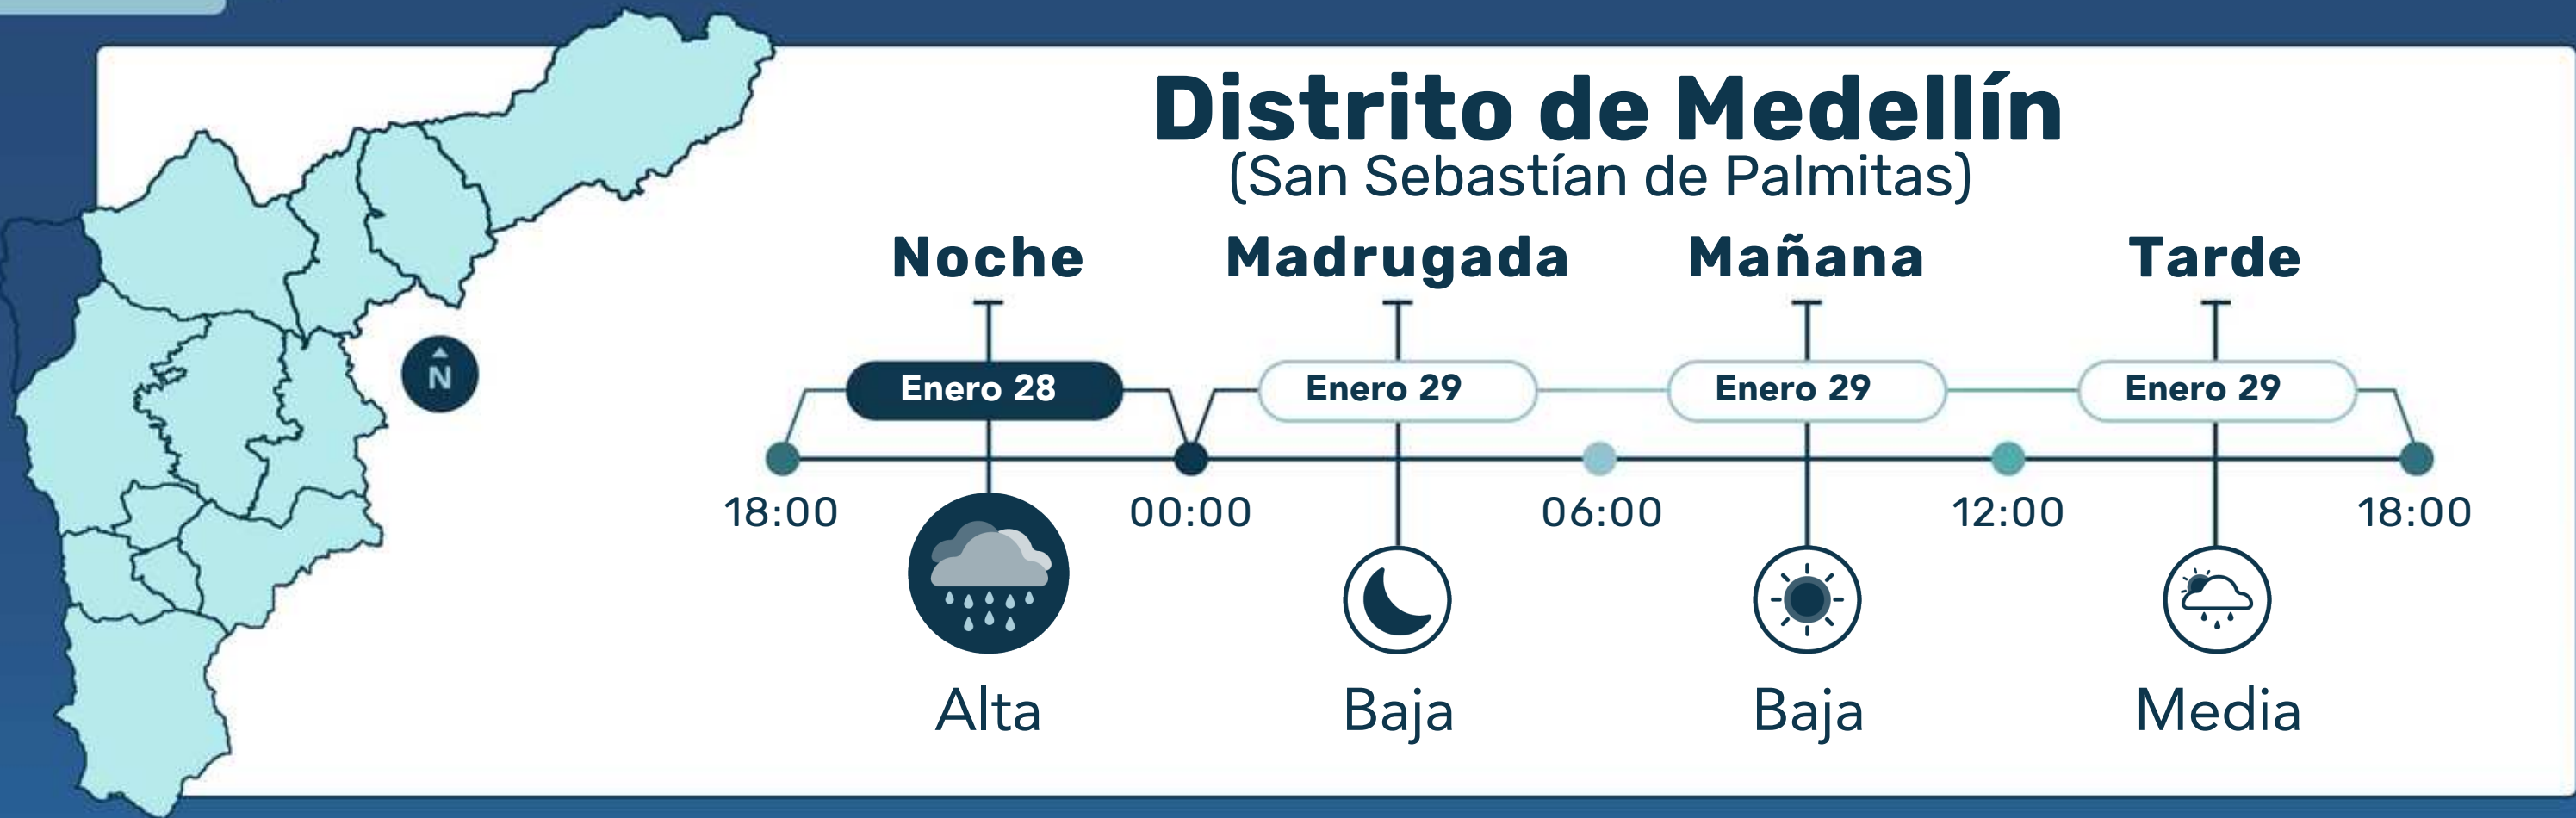 Distrito de Medellín
(San Sebastían de Palmitas)
Noche Madrugada Mañana Tarde
N
Enero 28 Enero 29 Enero 29 Enero 29
18:00 00:00 06:00 12:00 18:00
Alta Baja Baja Media